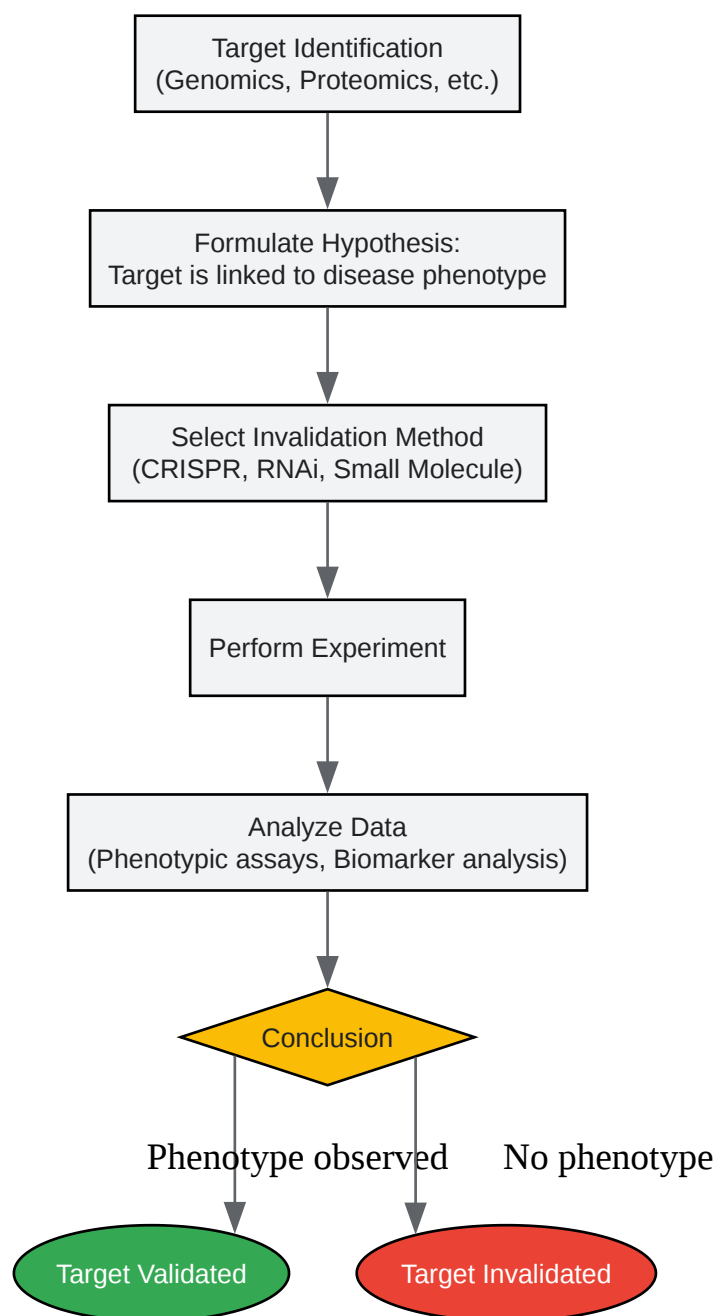 Target Identification
(Genomics, Proteomics, etc.)
Formulate Hypothesis:
Target is linked to disease phenotype
Select Invalidation Method
(CRISPR, RNAi, Small Molecule)
Perform Experiment
Analyze Data
(Phenotypic assays, Biomarker analysis)
Conclusion
Phenotype observed
No phenotype
Target Validated
Target Invalidated